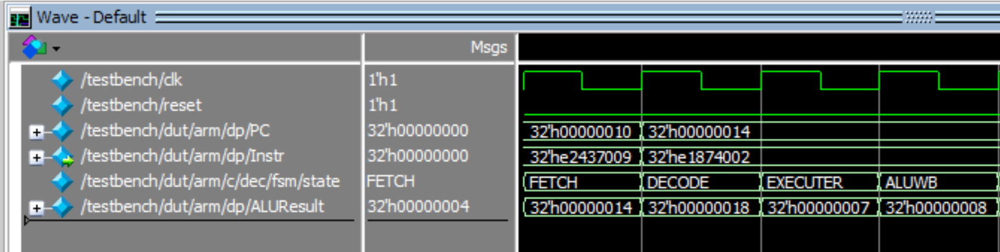 Wave - Default
Msgs
/testbench/clk 1'h1
/testbench/reset 1'h1
/testbench/dut/arm/dp/PC 32'h00000000 32'h00000010 32'h00000014
/testbench/dut/arm/dp/Instr 32'h00000000 32'he2437009 32'he1874002
/testbench/dut/arm/c/dec/fsm/state FETCH FETCH DECODE EXECUTER ALUWB
/testbench/dut/arm/dp/ALUResult 32'h00000004 32'h00000014 32'h00000018 32'h00000007 32'h00000008